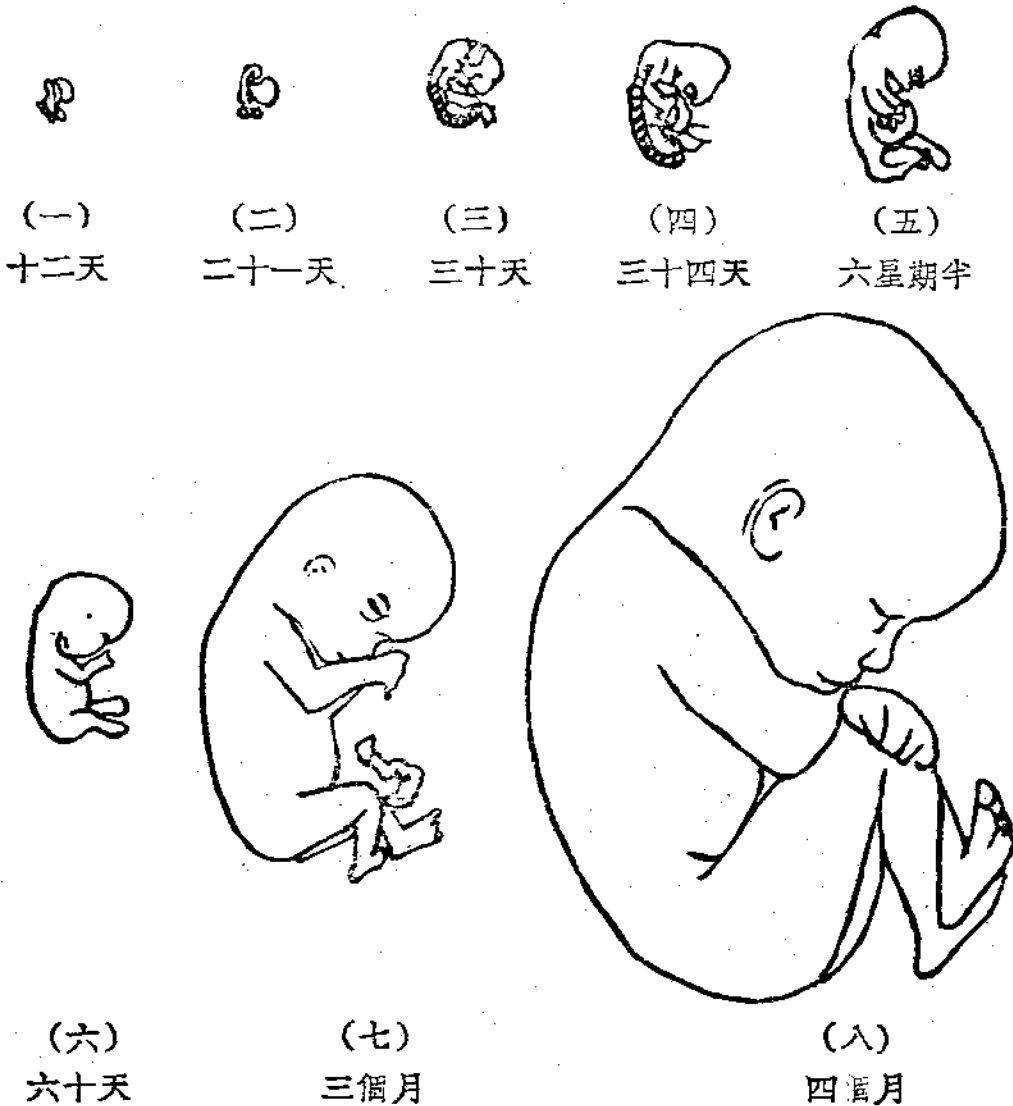 (一) (二) (三) (四) (五)
十二天 二十一天 三十天 三十四天 六星期半
(六) (七) (八)
六十天 三個月 四個月